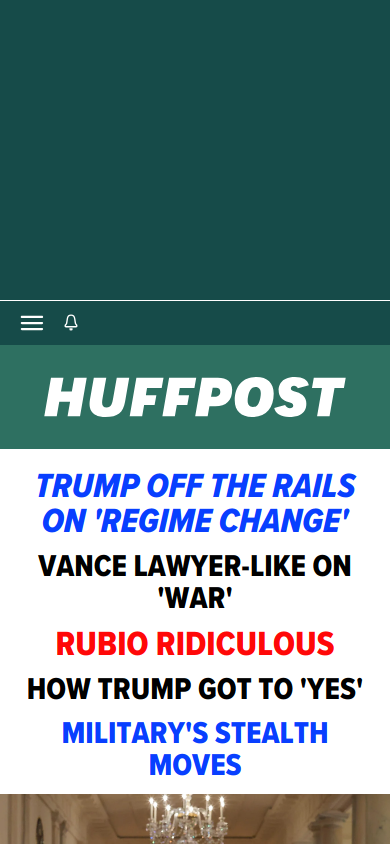 HUFFPOST
TRUMP OFF THE RAILS
ON 'REGIME CHANGE'
VANCE LAWYER-LIKE ON
'WAR'
RUBIO RIDICULOUS
HOW TRUMP GOT TO 'YES'
MILITARY'S STEALTH
MOVES